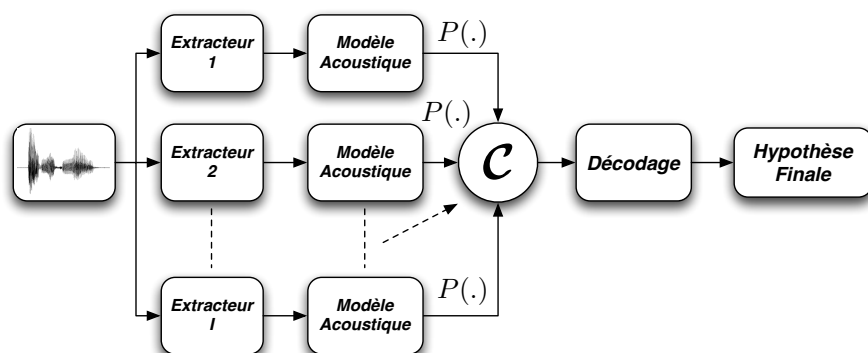 Extracteur
1
Modèle
Acoustique
P(.)
Extracteur
2
Modèle
Acoustique
P(.)
C
Décodage
Hypothèse
Finale
Extracteur
I
Modèle
Acoustique
P(.)